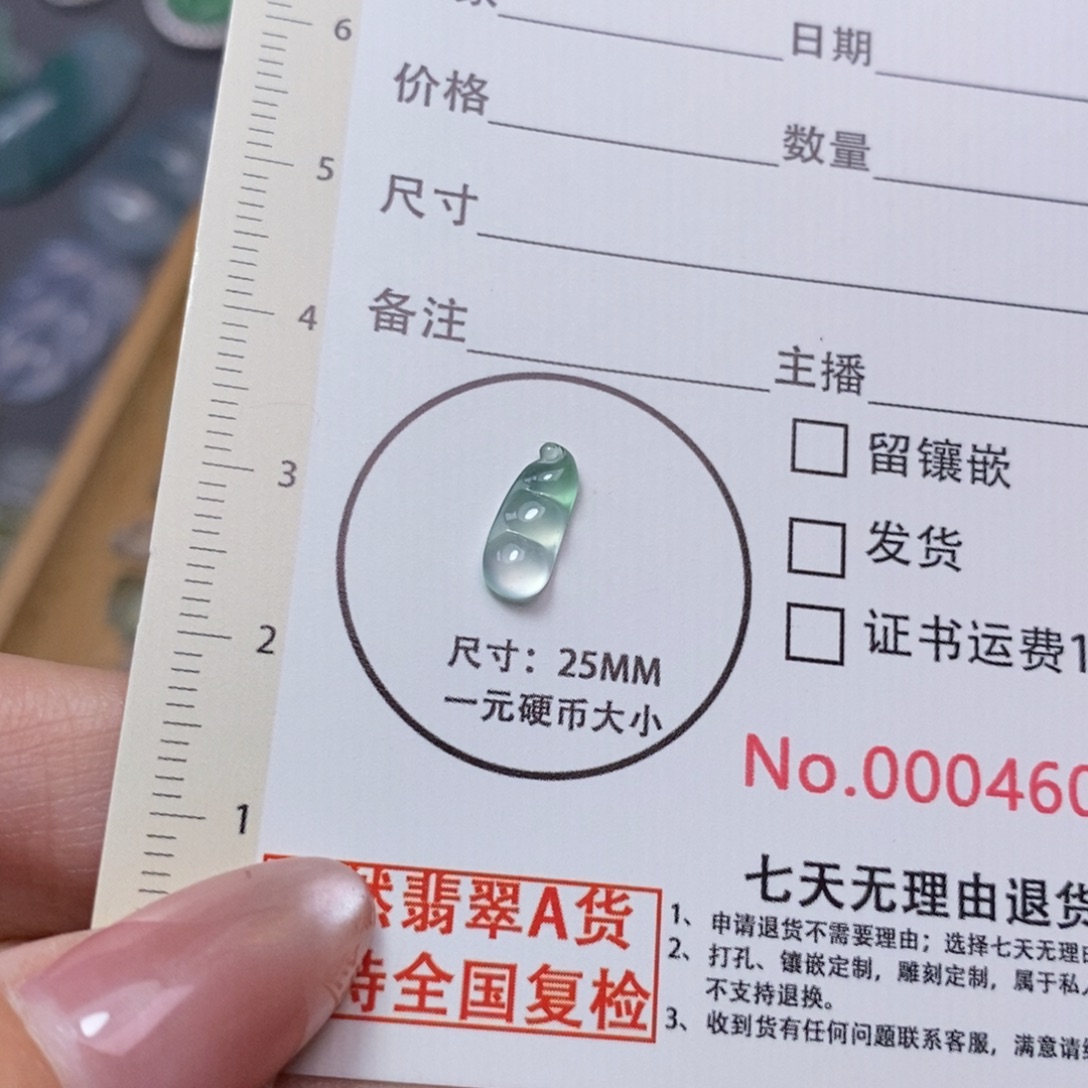 6
日期
价格
数量
5
尺寸
4
备注
主播
留镶嵌
3
发货
2
证书运费1
尺寸：25MM
一元硬币大小
No.000460
1
翡翠A货
全国复检
七天无理由退货
1、申请退货不需要理由；选择七天无理由
2、打孔、镶嵌定制，雕刻定制，属于私人
不支持退换。
3、收到货有任何问题联系客服，满意请